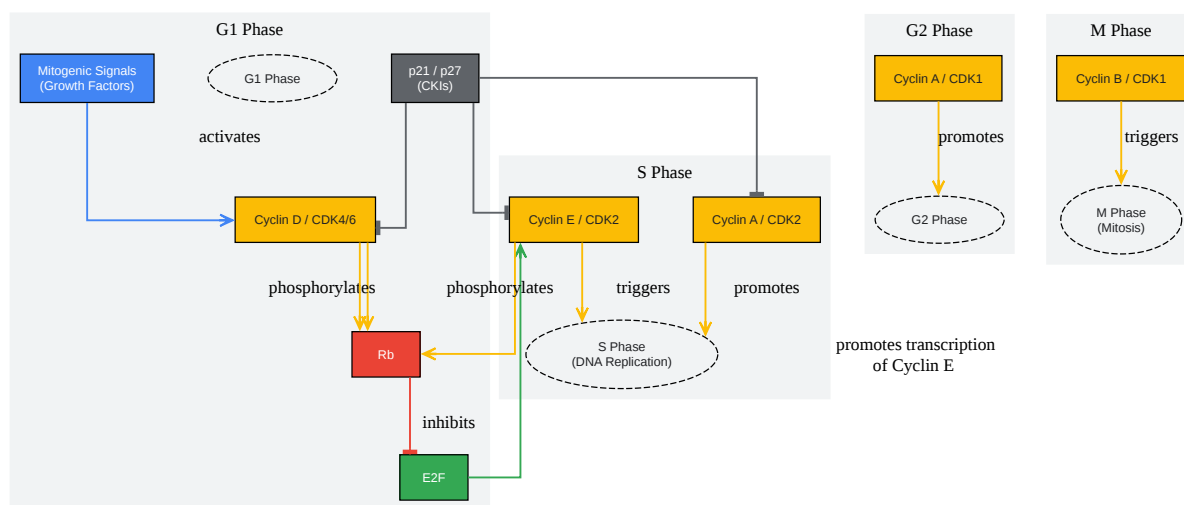 G1 Phase
Mitogenic Signals
(Growth Factors)
G1 Phase
p21 / p27
(CKIs)
activates
Cyclin D / CDK4/6
phosphorylates
Rb
inhibits
E2F
S Phase
Cyclin E / CDK2
Cyclin A / CDK2
phosphorylates
triggers
promotes
S Phase
(DNA Replication)
promotes transcription
of Cyclin E
G2 Phase
Cyclin A / CDK1
promotes
G2 Phase
M Phase
Cyclin B / CDK1
triggers
M Phase
(Mitosis)